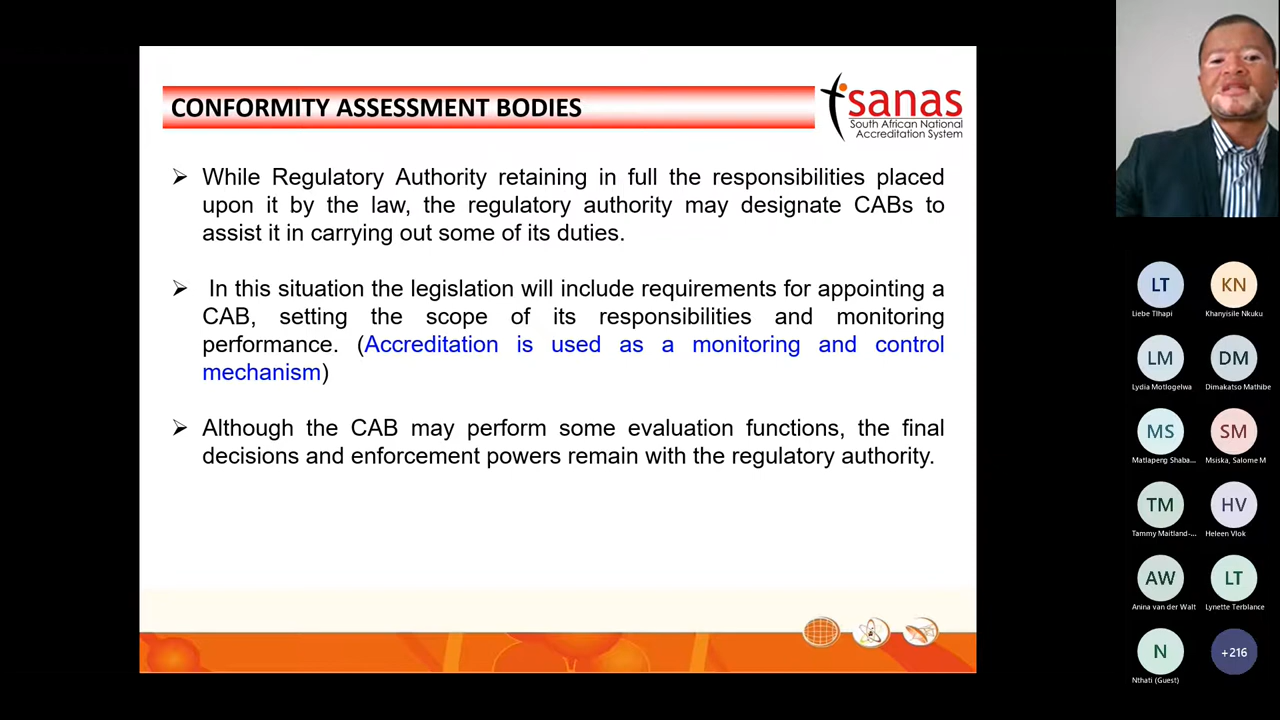 CONFORMITY ASSESSMENT BODIES
sanas
South African National
Accreditation System
While Regulatory Authority retaining in full the responsibilities placed
upon it by the law, the regulatory authority may designate CABs to
assist it in carrying out some of its duties.
In this situation the legislation will include requirements for appointing a
CAB, setting the scope of its responsibilities and monitoring
performance. (Accreditation is used as a monitoring and control
mechanism)
Although the CAB may perform some evaluation functions, the final
decisions and enforcement powers remain with the regulatory authority.
LT
KN
Liebe Tlhapi
Khanyisile Nkuku
LM
DM
Lydia Motlogelwa
Dimakatso Mathibe
MS
SM
Matlapeng Shaba...
Msiska, Salome M
TM
HV
Tammy Maitland-...
Heleen Vlok
AW
LT
Anina van der Walt
Lynette Terblance
N
+216
Nthati (Guest)